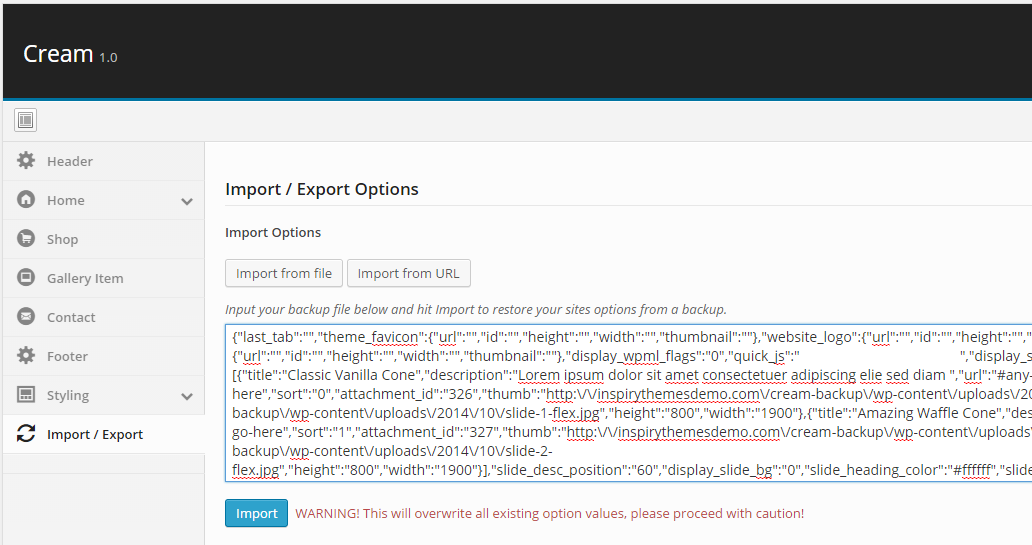 Cream 1.0
Header
Home
Shop
Gallery Item
Contact
Footer
Styling
Import / Export
Import / Export Options
Import Options
Import from file Import from URL
Input your backup file below and hit Import to restore your sites options from a backup.
{"last_tab":"","theme_favicon":{"url":"","id":"","height":"","width":"","thumbnail":""},"website_logo":{"url":"","id":"","height":"","
{"url":"","id":"","height":"","width":"","thumbnail":""},"display_wpml_flags":"0","quick_js":" ","display_s
[{"title":"Classic Vanilla Cone","description":"Lorem ipsum dolor sit amet consectetuer adipiscing elie sed diam ","url":"#any-
here","sort":"0","attachment_id":"326","thumb":"http:\/\/inspirythemesdemo.com\/cream-backup\/wp-content\/uploads\/20
backup\/wp-content\/uploads\/2014\/10\/slide-1-flex.jpg","height":"800","width":"1900"},{"title":"Amazing Waffle Cone","des
go-here","sort":"1","attachment_id":"327","thumb":"http:\/\/inspirythemesdemo.com\/cream-backup\/wp-content\/uploads\
backup\/wp-content\/uploads\/2014\/10\/slide-2-
flex.jpg","height":"800","width":"1900"}],"slide_desc_position":"60","display_slide_bg":"0","slide_heading_color":"#ffffff","slide
Import WARNING! This will overwrite all existing option values, please proceed with caution!